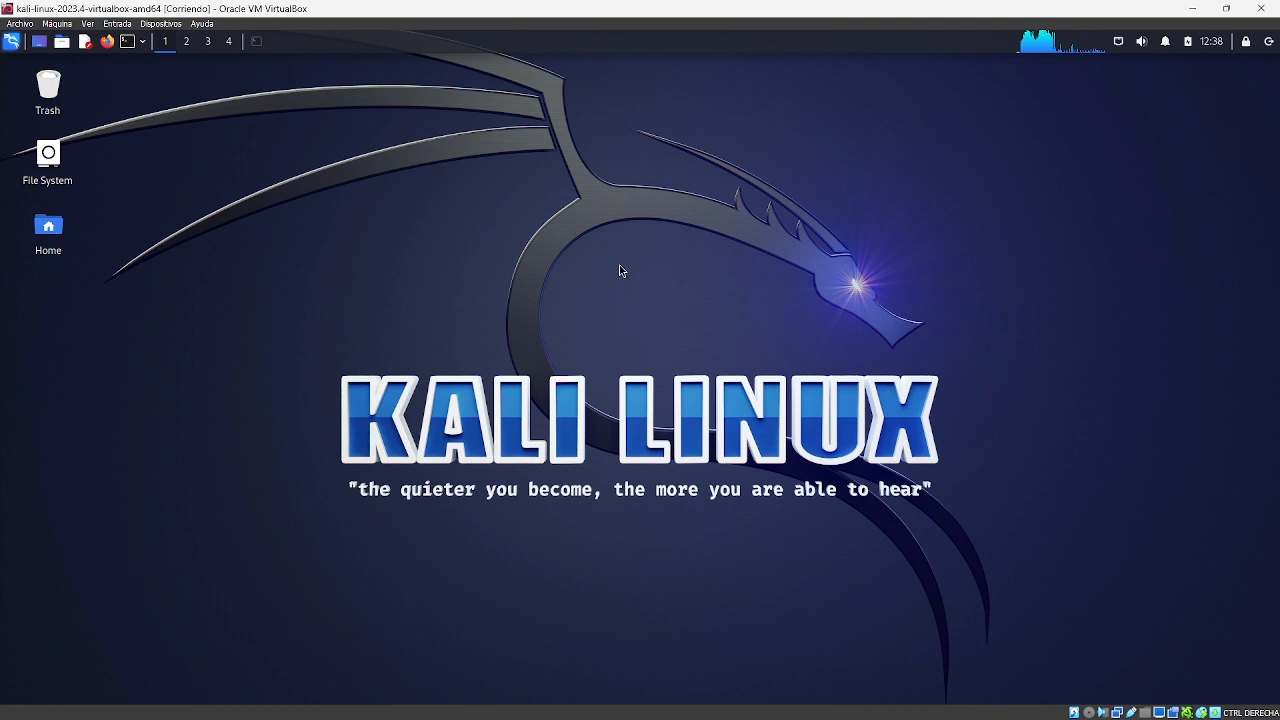 kali-linux-2023.4-virtualbox-amd64 [Corriendo] - Oracle VM VirtualBox
Archivo Máquina Ver Entrada Dispositivos Ayuda
1 2 3 4 12:38
Trash
File System
Home
KALI LINUX
"the quieter you become, the more you are able to hear"
CTRL DERECHA